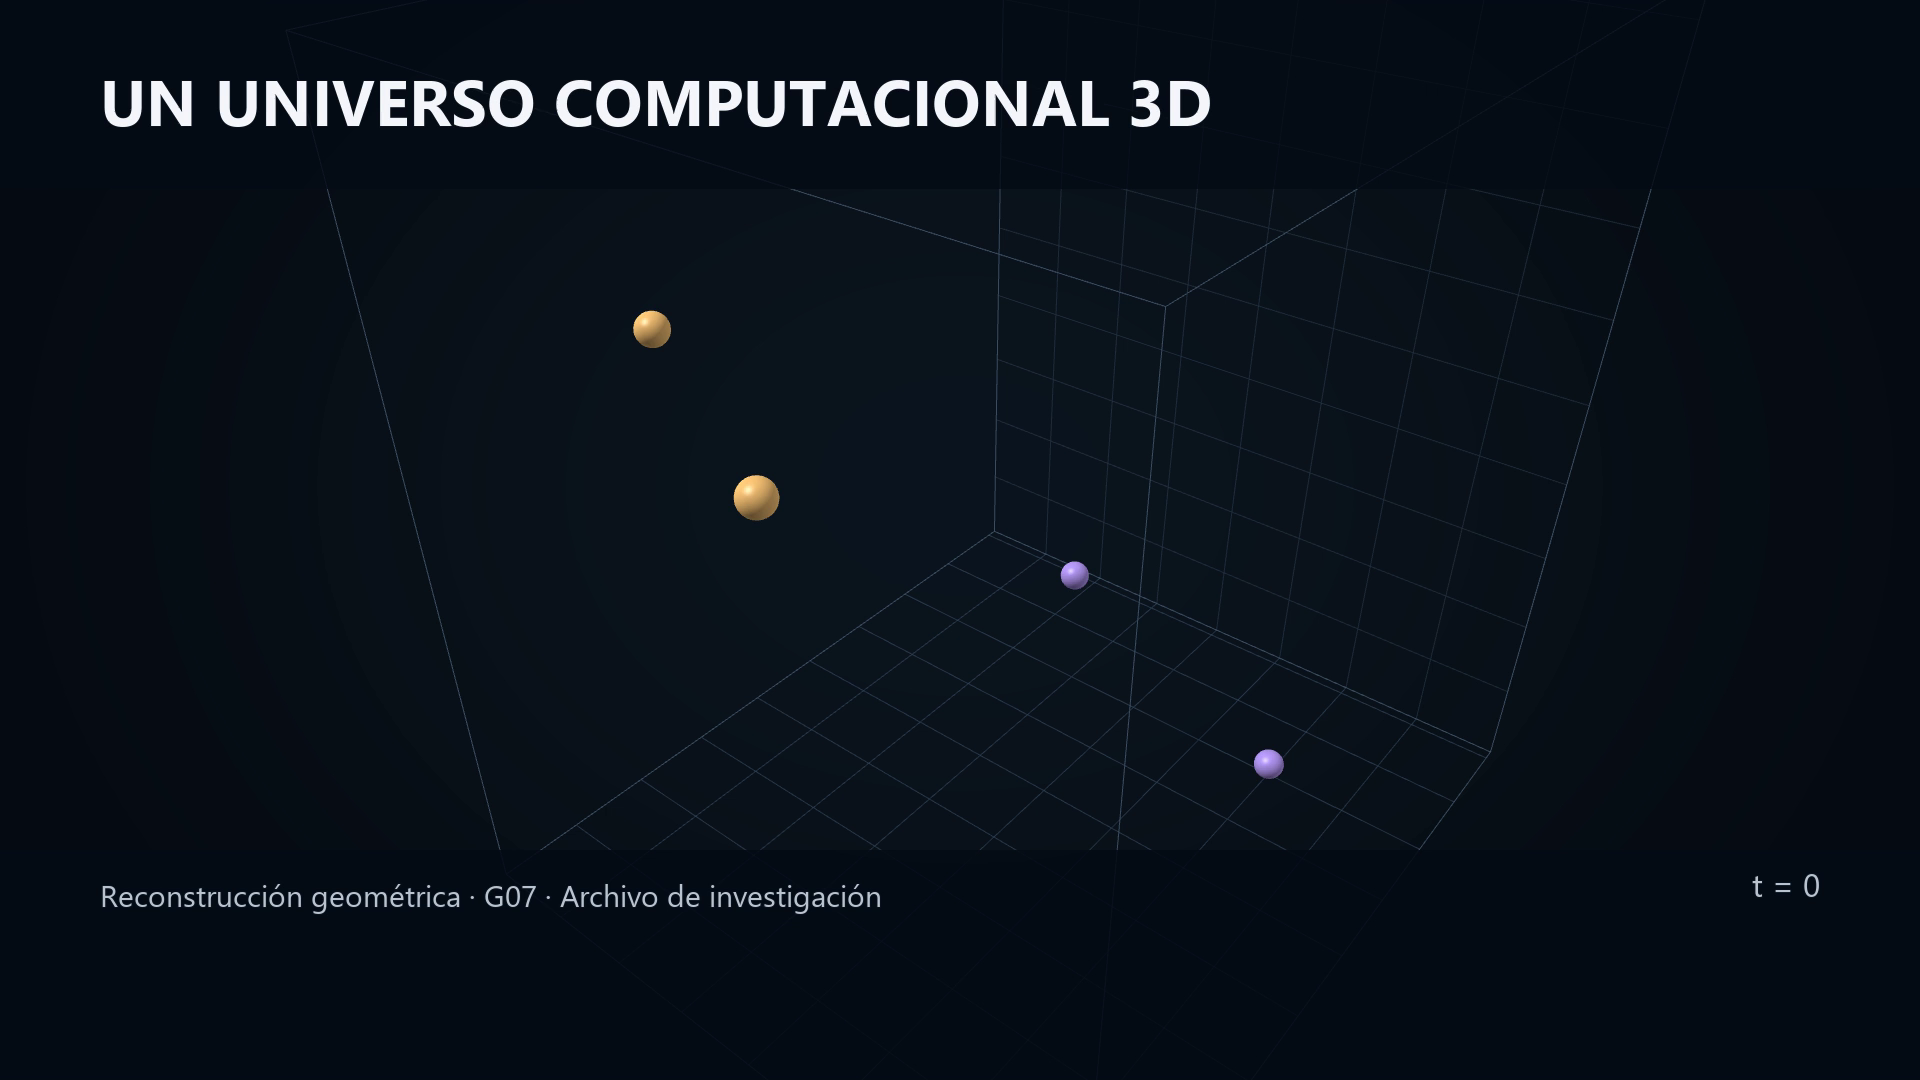 UN UNIVERSO COMPUTACIONAL 3D
Reconstrucción geométrica · G07 · Archivo de investigación
t = 0